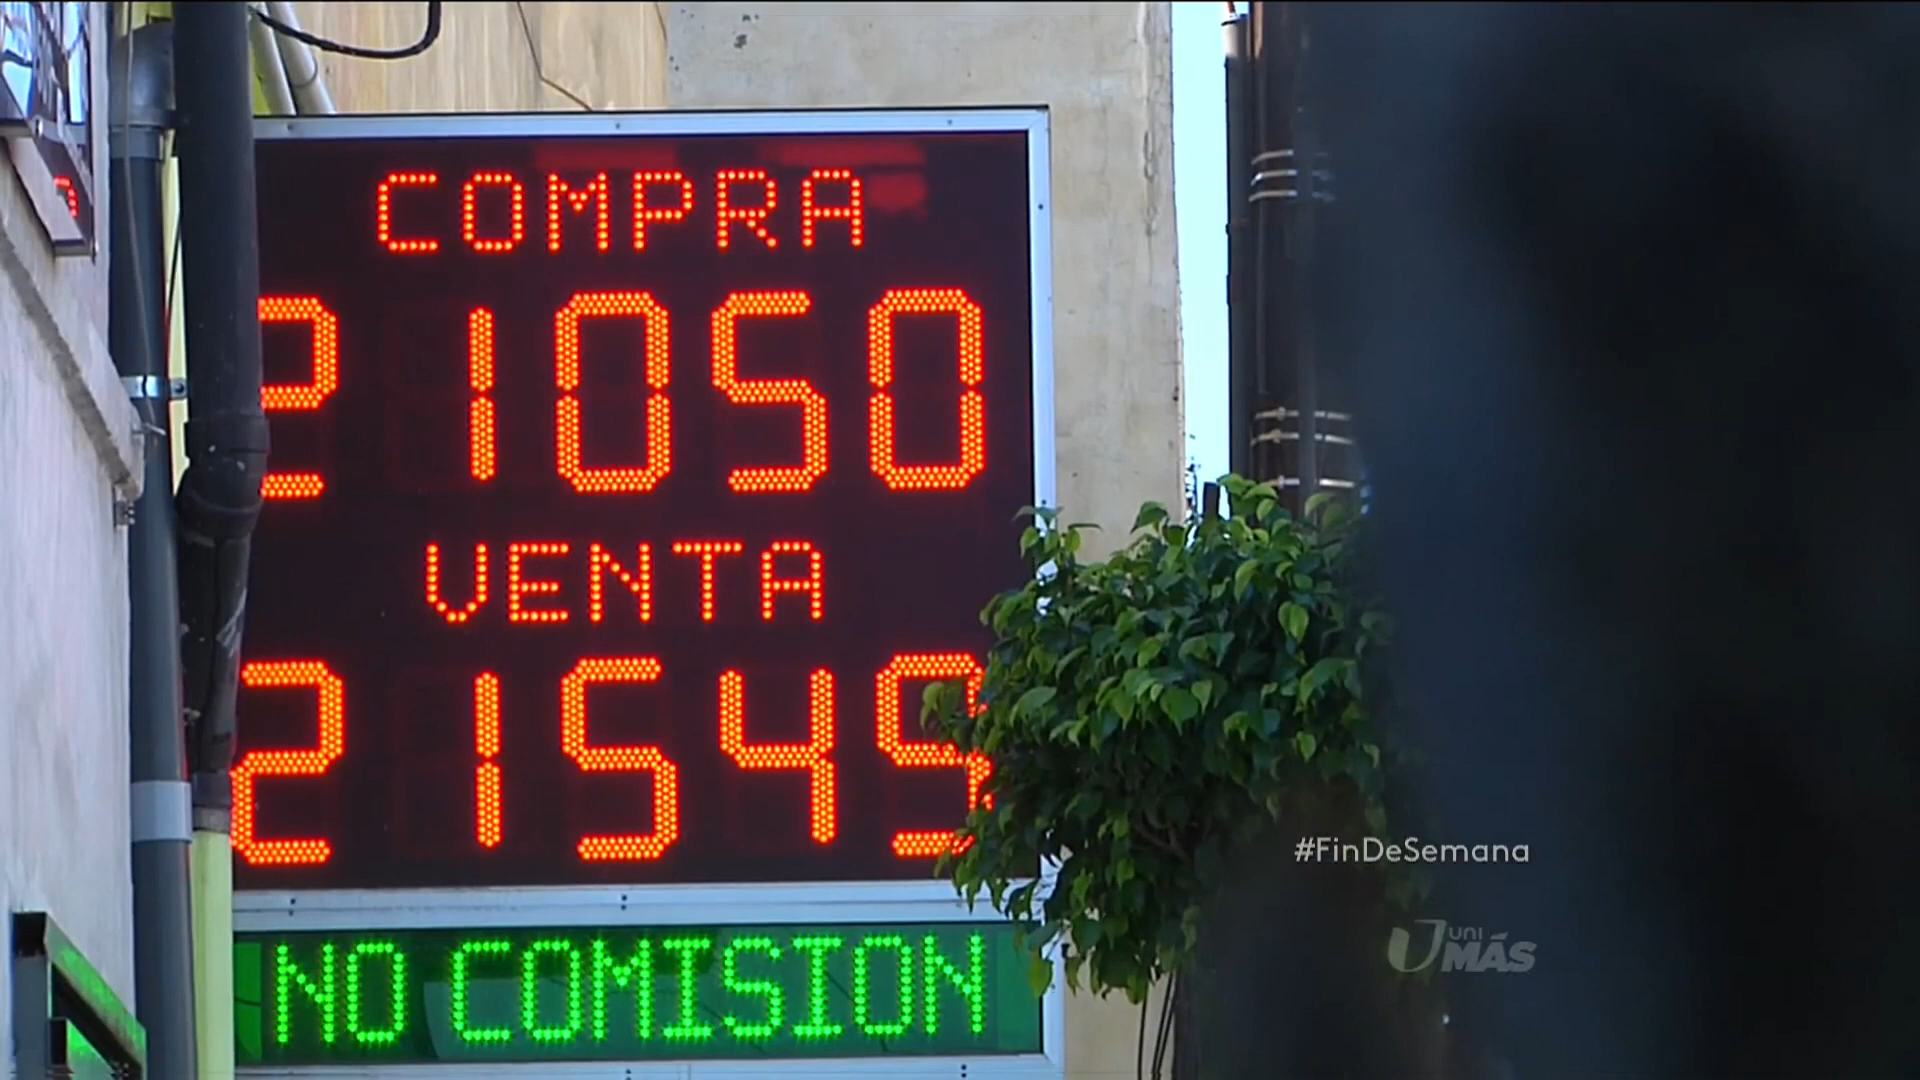 COMPRA
21050
VENTA
21549
NO COMISION
#FinDeSemana
UNI
MÁS